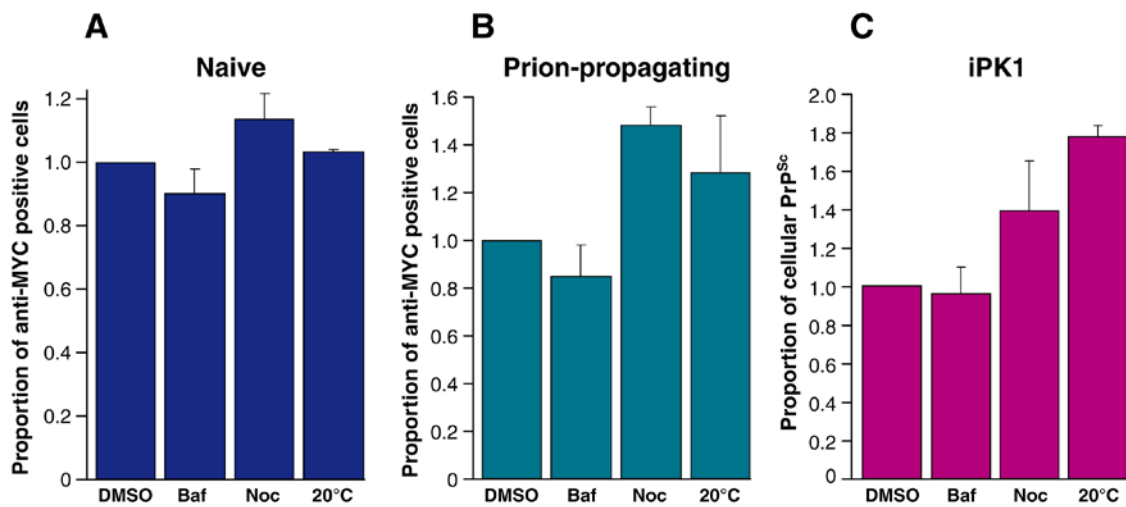 A
Naive
Proportion of anti-MYC positive cells
1.2
1.0
0.8
0.6
0.4
0.2
0
DMSO Baf Noc 20°C
B
Prion-propagating
Proportion of anti-MYC positive cells
1.6
1.4
1.2
1.0
0.8
0.6
0.4
0.2
0
DMSO Baf Noc 20°C
C
iPK1
Proportion of cellular PrPSc
2.0
1.8
1.6
1.4
1.2
1.0
0.8
0.6
0.4
0.2
0
DMSO Baf Noc 20°C